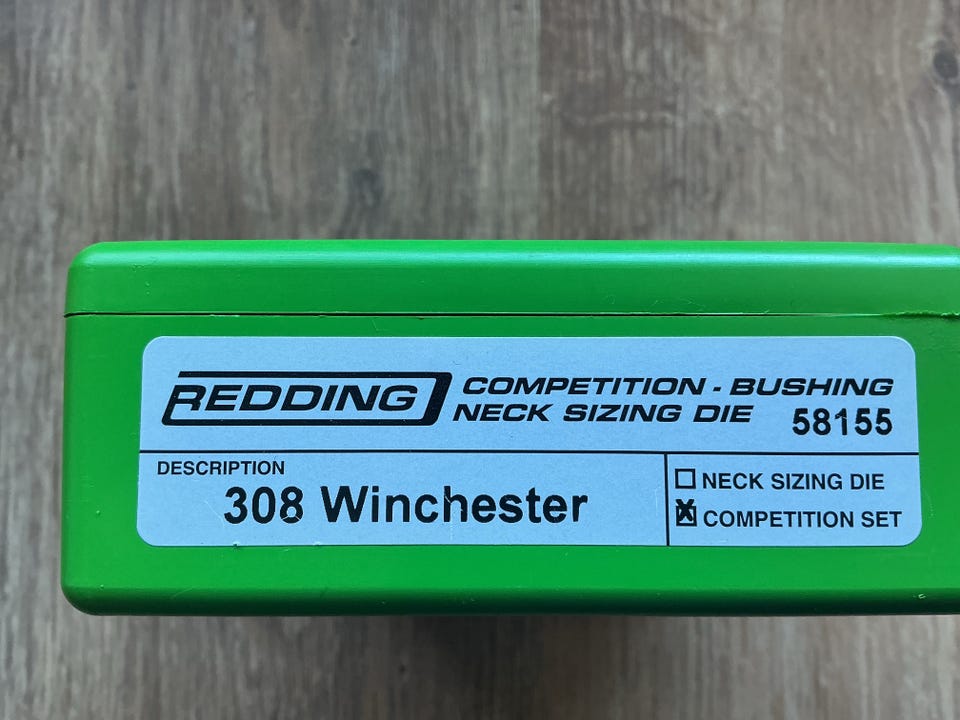 REDDING COMPETITION - BUSHING
NECK SIZING DIE 58155
DESCRIPTION
308 Winchester
NECK SIZING DIE
X COMPETITION SET